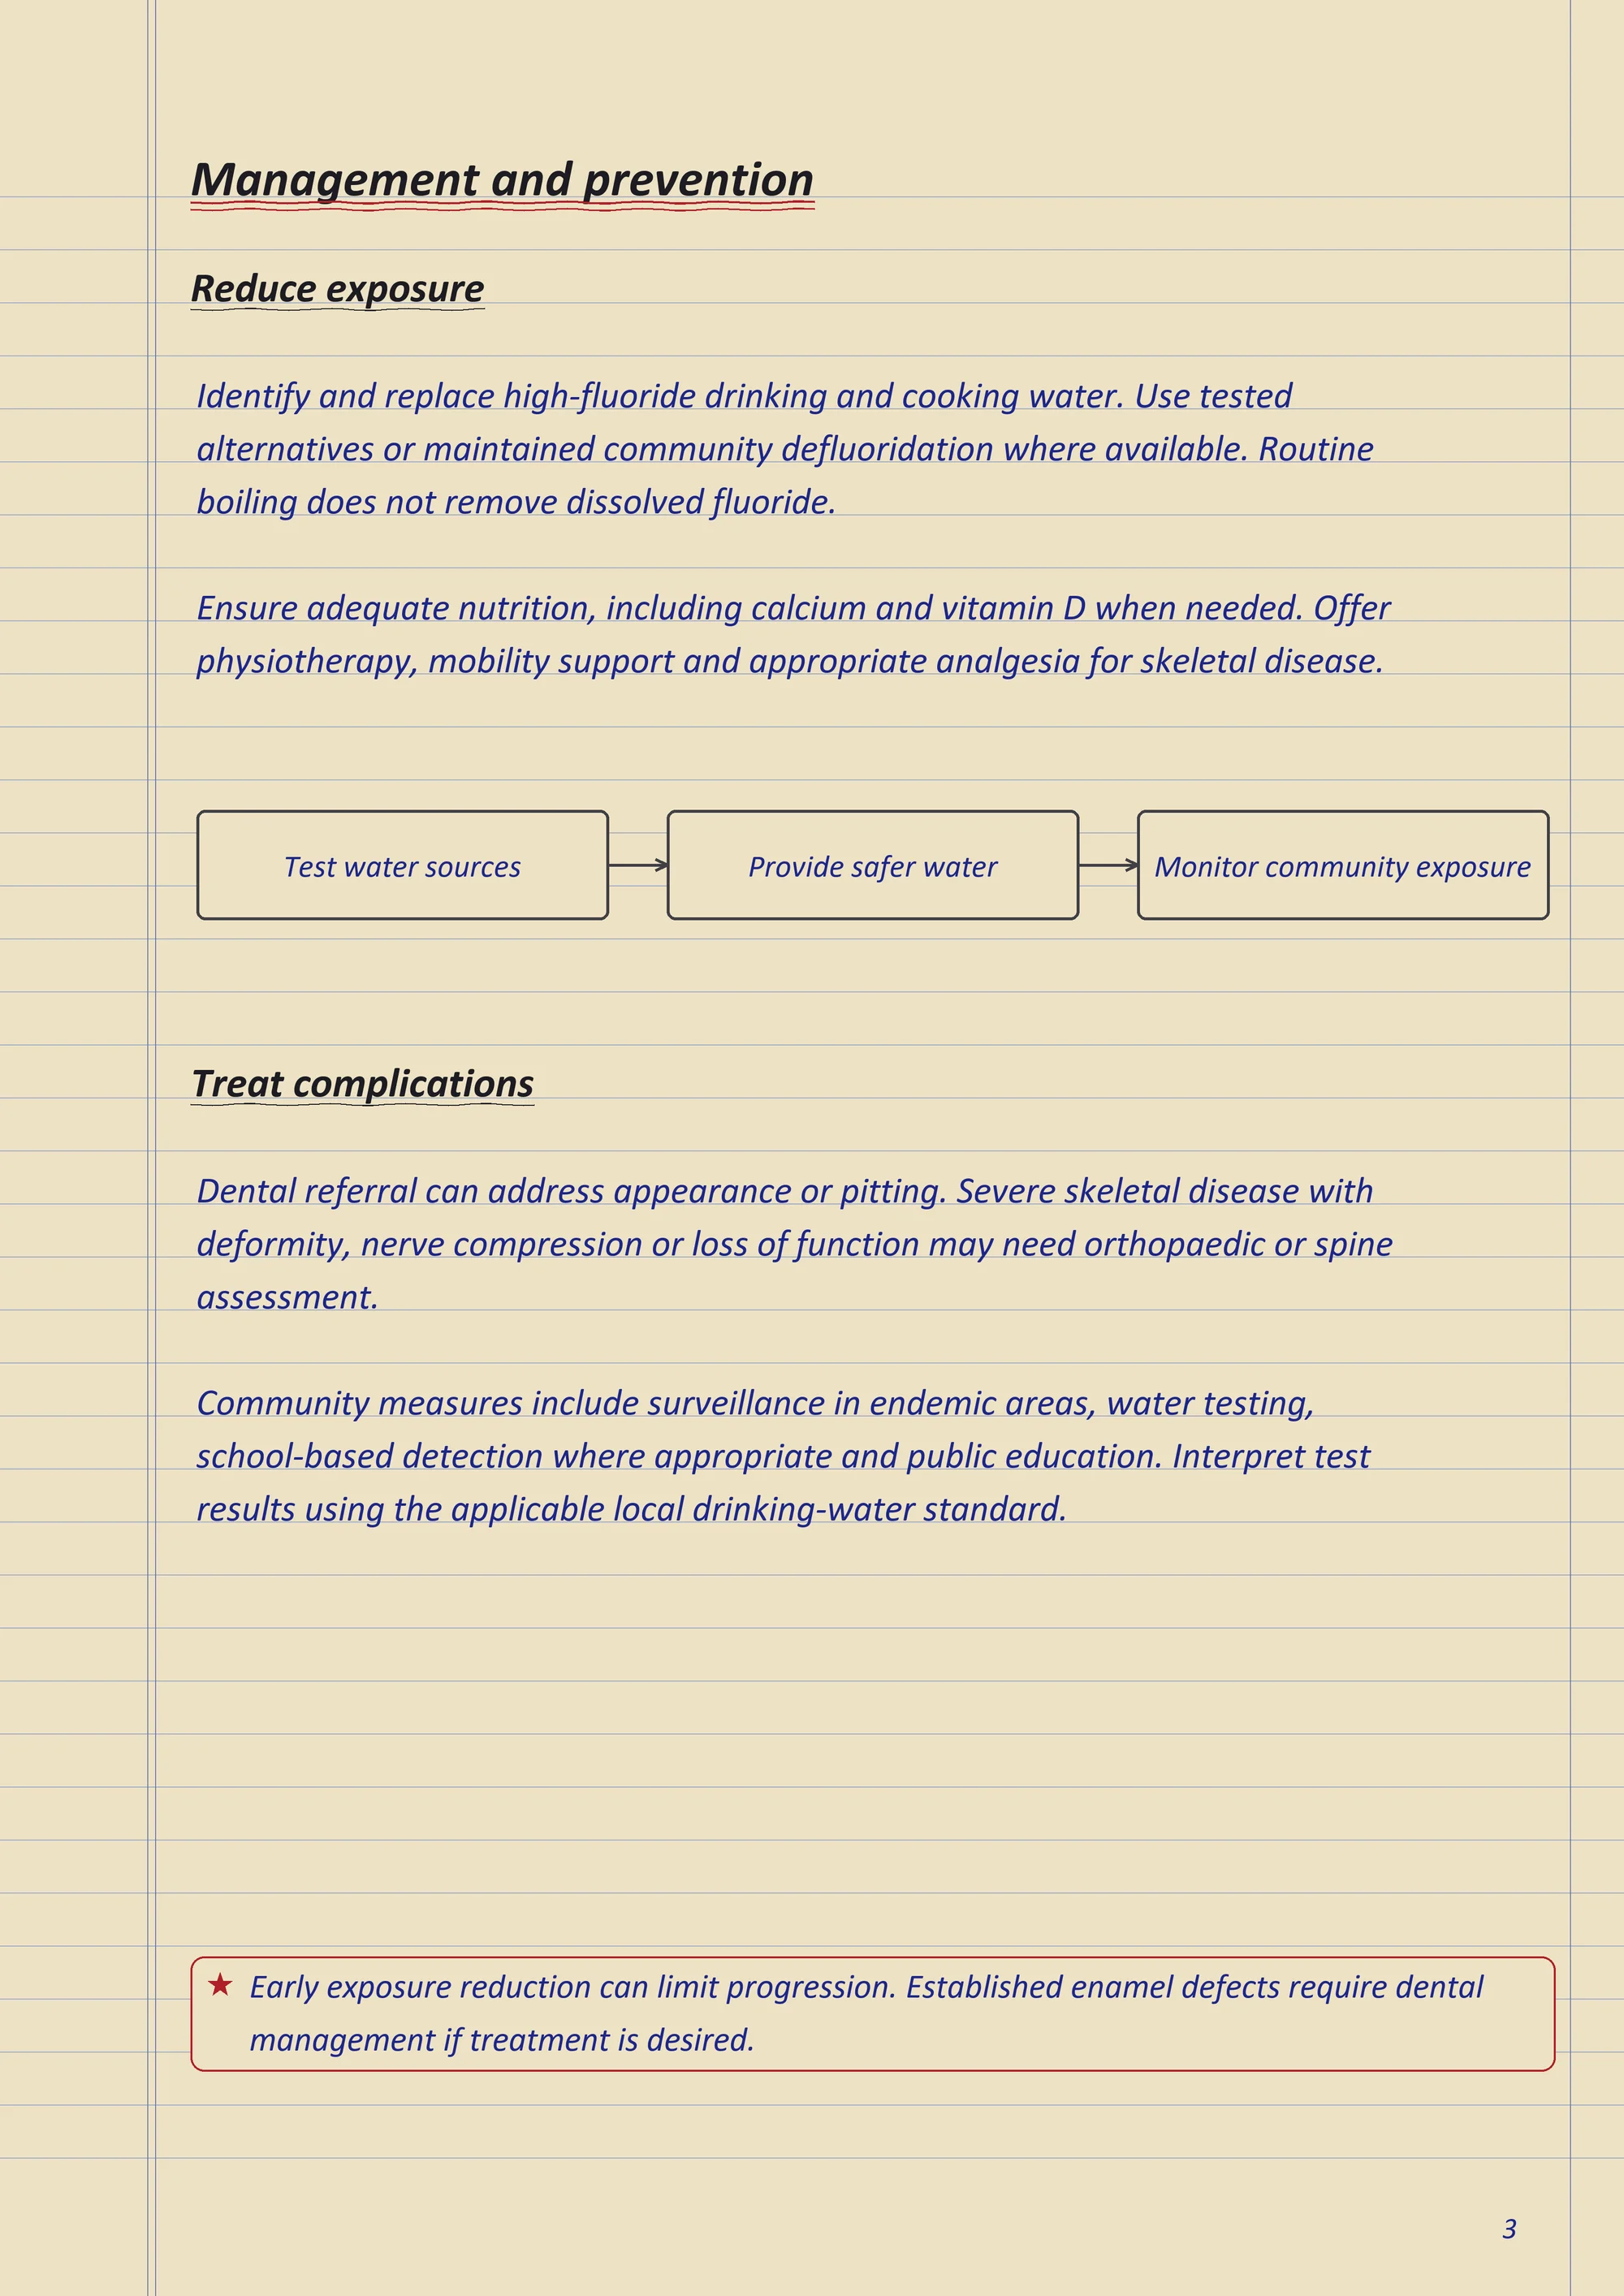 Management and prevention
Reduce exposure
Identify and replace high-fluoride drinking and cooking water. Use tested
alternatives or maintained community defluoridation where available. Routine
boiling does not remove dissolved fluoride.
Ensure adequate nutrition, including calcium and vitamin D when needed. Offer
physiotherapy, mobility support and appropriate analgesia for skeletal disease.
Test water sources
Provide safer water
Monitor community exposure
Treat complications
Dental referral can address appearance or pitting. Severe skeletal disease with
deformity, nerve compression or loss of function may need orthopaedic or spine
assessment.
Community measures include surveillance in endemic areas, water testing,
school-based detection where appropriate and public education. Interpret test
results using the applicable local drinking-water standard.
★ Early exposure reduction can limit progression. Established enamel defects require dental
management if treatment is desired.
3